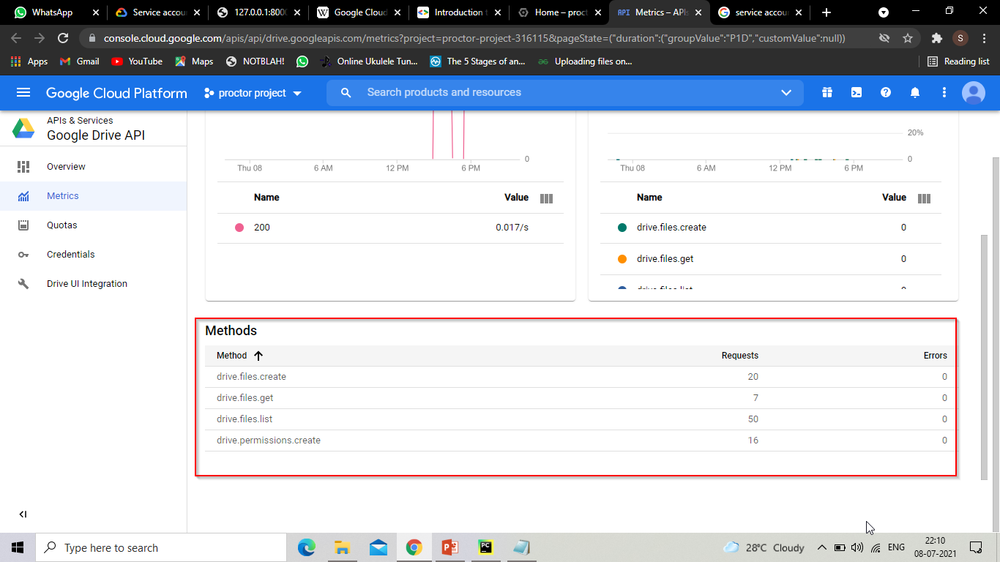 WhatsApp
Service accou
127.0.0.1:800
Google Cloud
Introduction t
Home – proct
API Metrics – APIs
service accou
console.cloud.google.com/apis/api/drive.googleapis.com/metrics?project=proctor-project-316115&pageState=("duration":("groupValue":"P1D","customValue":null))
S
Apps
Gmail
YouTube
Maps
NOTBLAH!
Online Ukulele Tun...
The 5 Stages of an...
Uploading files on...
Reading list
Google Cloud Platform
proctor project
Search products and resources
APIs & Services
Google Drive API
Overview
Metrics
Quotas
Credentials
Drive UI Integration
0
Thu 08 6 AM 12 PM 6 PM
Name Value
200 0.017/s
20%
0
Thu 08 6 AM 12 PM 6 PM
Name Value
drive.files.create 0
drive.files.get 0
drive.files.list 0
Methods
Method Requests Errors
drive.files.create 20 0
drive.files.get 7 0
drive.files.list 50 0
drive.permissions.create 16 0
Type here to search
28°C Cloudy
ENG
22:10
08-07-2021